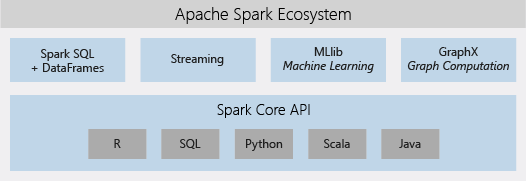 Apache Spark Ecosystem
Spark SQL
+ DataFrames
Streaming
MLlib
Machine Learning
GraphX
Graph Computation
Spark Core API
R
SQL
Python
Scala
Java